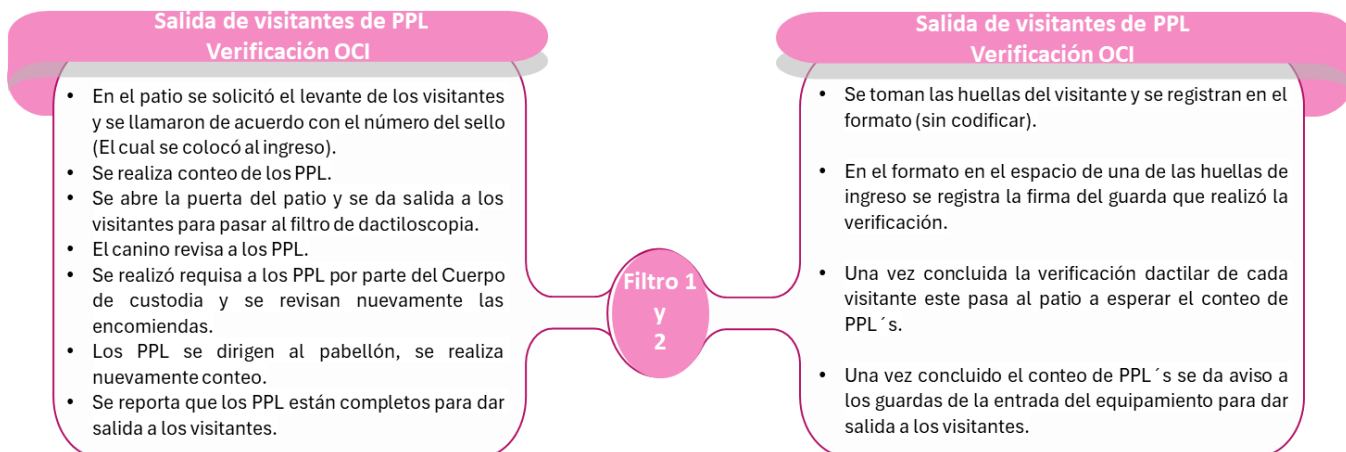 Salida de visitantes de PPL
Verificación OCI
• En el patio se solicitó el levante de los visitantes
y se llamaron de acuerdo con el número del sello
(El cual se colocó al ingreso).
• Se realiza conteo de los PPL.
• Se abre la puerta del patio y se da salida a los
visitantes para pasar al filtro de dactiloscopia.
• El canino revisa a los PPL.
• Se realizó requisa a los PPL por parte del Cuerpo
de custodia y se revisan nuevamente las
encomiendas.
• Los PPL se dirigen al pabellón, se realiza
nuevamente conteo.
• Se reporta que los PPL están completos para dar
salida a los visitantes.
Filtro 1
y
2
Salida de visitantes de PPL
Verificación OCI
• Se toman las huellas del visitante y se registran en el
formato (sin codificar).
• En el formato en el espacio de una de las huellas de
ingreso se registra la firma del guarda que realizó la
verificación.
• Una vez concluida la verificación dactilar de cada
visitante este pasa al patio a esperar el conteo de
PPL´s.
• Una vez concluido el conteo de PPL´s se da aviso a
los guardas de la entrada del equipamiento para dar
salida a los visitantes.